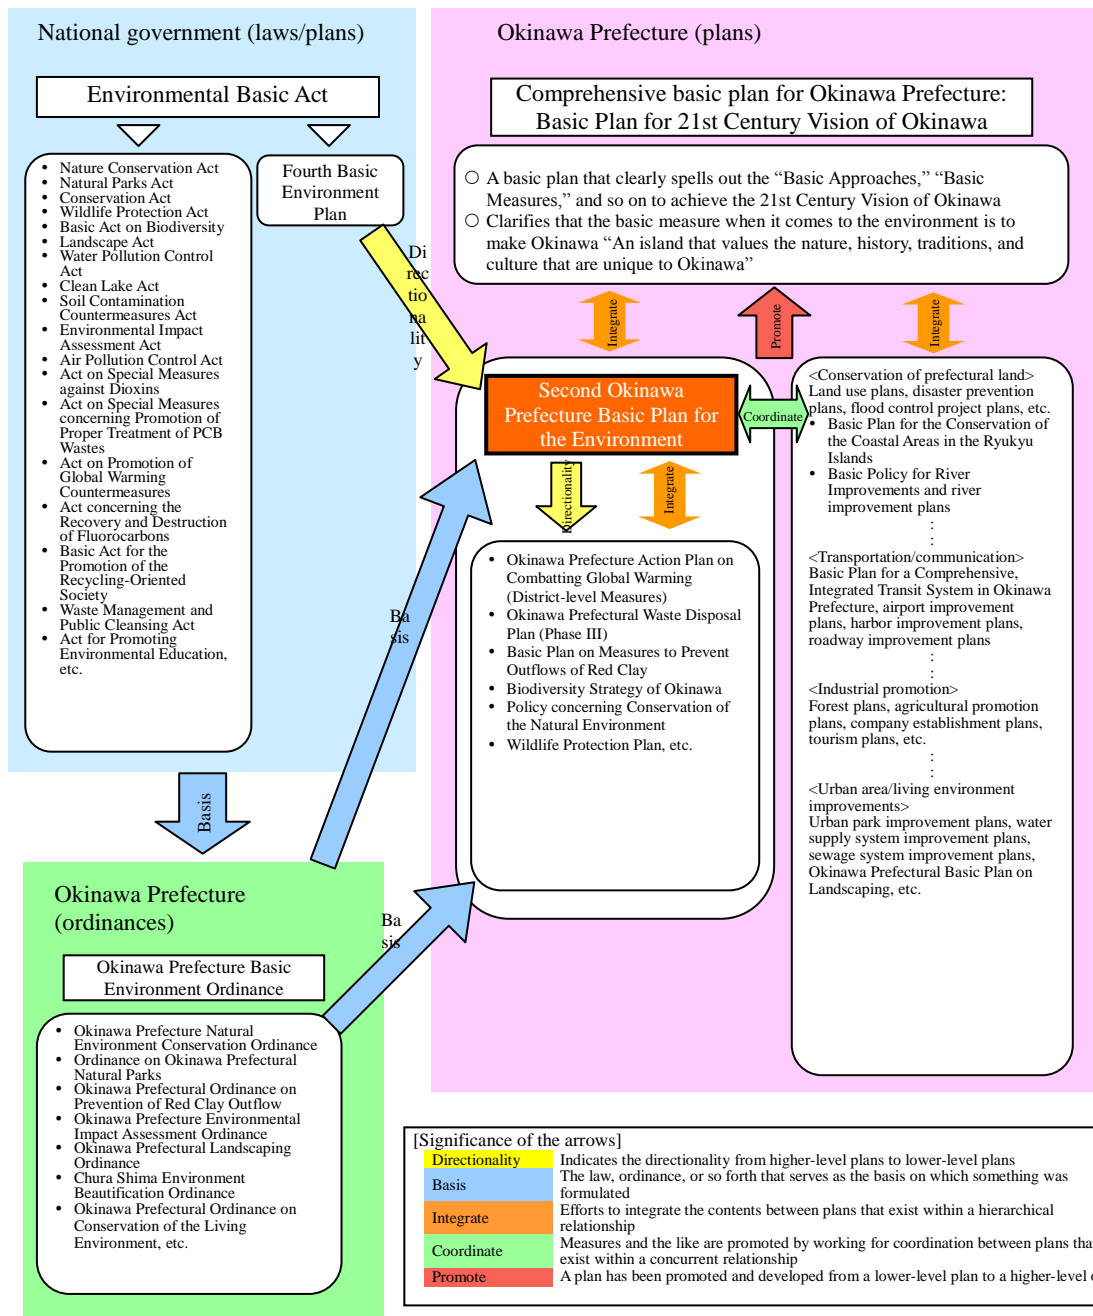 National government (laws/plans)
Environmental Basic Act
• Nature Conservation Act
• Natural Parks Act
• Conservation Act
• Wildlife Protection Act
• Basic Act on Biodiversity
• Landscape Act
• Water Pollution Control
Act
• Clean Lake Act
• Soil Contamination
Countermeasures Act
• Environmental Impact
Assessment Act
• Air Pollution Control Act
• Act on Special Measures
against Dioxins
• Act on Special Measures
concerning Promotion of
Proper Treatment of PCB
Wastes
• Act on Promotion of
Global Warming
Countermeasures
• Act concerning the
Recovery and Destruction
of Fluorocarbons
• Basic Act for the
Promotion of the
Recycling-Oriented
Society
• Waste Management and
Public Cleansing Act
• Act for Promoting
Environmental Education,
etc.
Fourth Basic
Environment
Plan
Di
rec
tio
na
lit
y
Basis
Okinawa Prefecture
(ordinances)
Okinawa Prefecture Basic
Environment Ordinance
• Okinawa Prefecture Natural
Environment Conservation Ordinance
• Ordinance on Okinawa Prefectural
Natural Parks
• Okinawa Prefectural Ordinance on
Prevention of Red Clay Outflow
• Okinawa Prefecture Environmental
Impact Assessment Ordinance
• Okinawa Prefectural Landscaping
Ordinance
• Chura Shima Environment
Beautification Ordinance
• Okinawa Prefectural Ordinance on
Conservation of the Living
Environment, etc.
Ba
sis
Ba
sis
Okinawa Prefecture (plans)
Comprehensive basic plan for Okinawa Prefecture:
Basic Plan for 21st Century Vision of Okinawa
○ A basic plan that clearly spells out the “Basic Approaches,” “Basic
Measures,” and so on to achieve the 21st Century Vision of Okinawa
○ Clarifies that the basic measure when it comes to the environment is to
make Okinawa “An island that values the nature, history, traditions, and
culture that are unique to Okinawa”
Integrate
Promote
Integrate
Second Okinawa
Prefecture Basic Plan for
the Environment
Coordinate
Directionality
Integrate
• Okinawa Prefecture Action Plan on
Combatting Global Warming
(District-level Measures)
• Okinawa Prefectural Waste Disposal
Plan (Phase III)
• Basic Plan on Measures to Prevent
Outflows of Red Clay
• Biodiversity Strategy of Okinawa
• Policy concerning Conservation of
the Natural Environment
• Wildlife Protection Plan, etc.
<Conservation of prefectural land>
Land use plans, disaster prevention
plans, flood control project plans, etc.
• Basic Plan for the Conservation of
the Coastal Areas in the Ryukyu
Islands
• Basic Policy for River
Improvements and river
improvement plans
:
:
<Transportation/communication>
Basic Plan for a Comprehensive,
Integrated Transit System in Okinawa
Prefecture, airport improvement
plans, harbor improvement plans,
roadway improvement plans
:
:
<Industrial promotion>
Forest plans, agricultural promotion
plans, company establishment plans,
tourism plans, etc.
:
:
<Urban area/living environment
improvements>
Urban park improvement plans, water
supply system improvement plans,
sewage system improvement plans,
Okinawa Prefectural Basic Plan on
Landscaping, etc.
[Significance of the arrows]
Directionality Indicates the directionality from higher-level plans to lower-level plans
Basis The law, ordinance, or so forth that serves as the basis on which something was
formulated
Integrate Efforts to integrate the contents between plans that exist within a hierarchical
relationship
Coordinate Measures and the like are promoted by working for coordination between plans that
exist within a concurrent relationship
Promote A plan has been promoted and developed from a lower-level plan to a higher-level